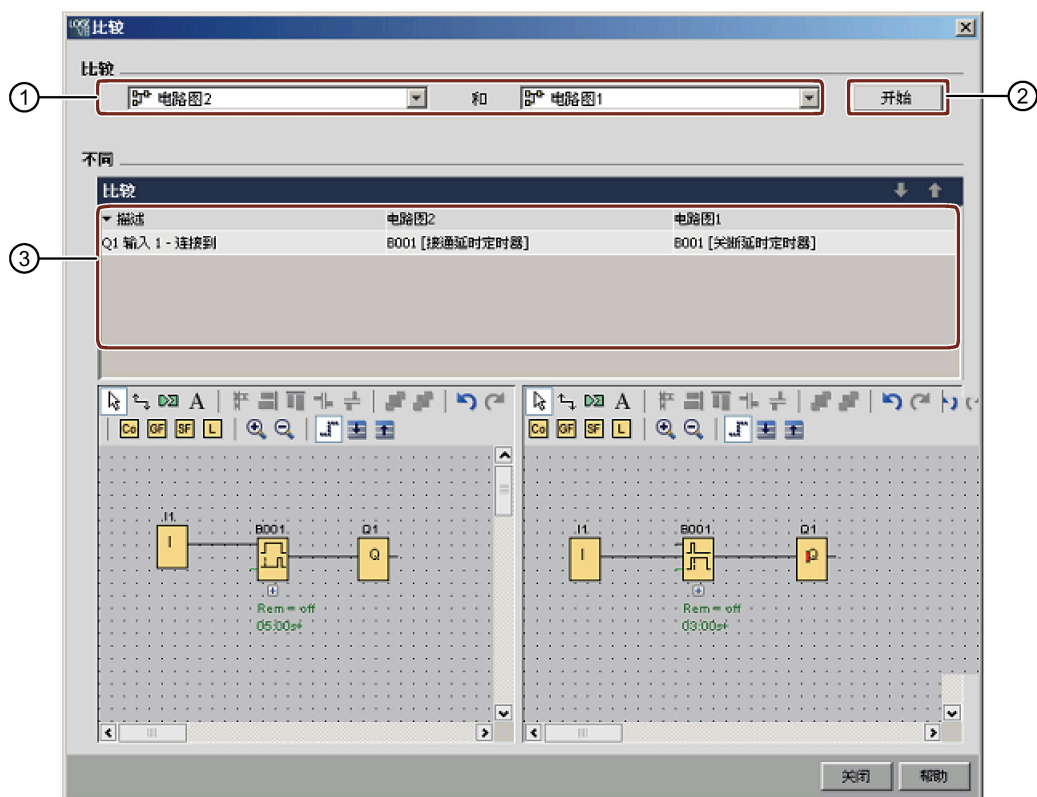 比较
比较
① 电路图2 和 电路图1 开始 ②
不同
比较
描述 电路图2 电路图1
Q1 输入 1 - 连接到 B001 [接通延时定时器] B001 [关断延时定时器]
③
A A
Co GF SF L Co GF SF L
I1 B001 Q1 I1 B001 Q1
I Q I Q
Rem = off Rem = off
05:00s+ 03:00s+
关闭 帮助